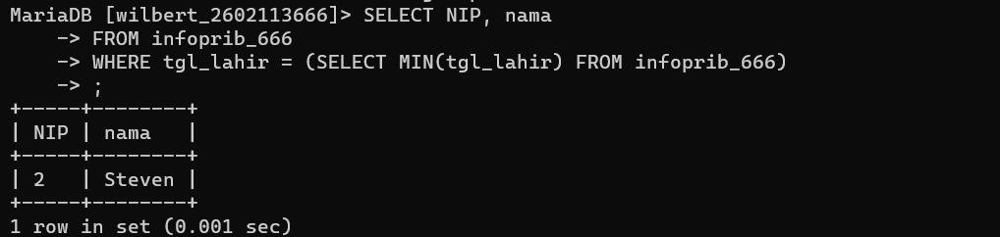 MariaDB [wilbert_2602113666]> SELECT NIP, nama
    -> FROM infoprib_666
    -> WHERE tgl_lahir = (SELECT MIN(tgl_lahir) FROM infoprib_666)
    -> ;
+-----+--------+
| NIP | nama   |
+-----+--------+
| 2   | Steven |
+-----+--------+
1 row in set (0.001 sec)